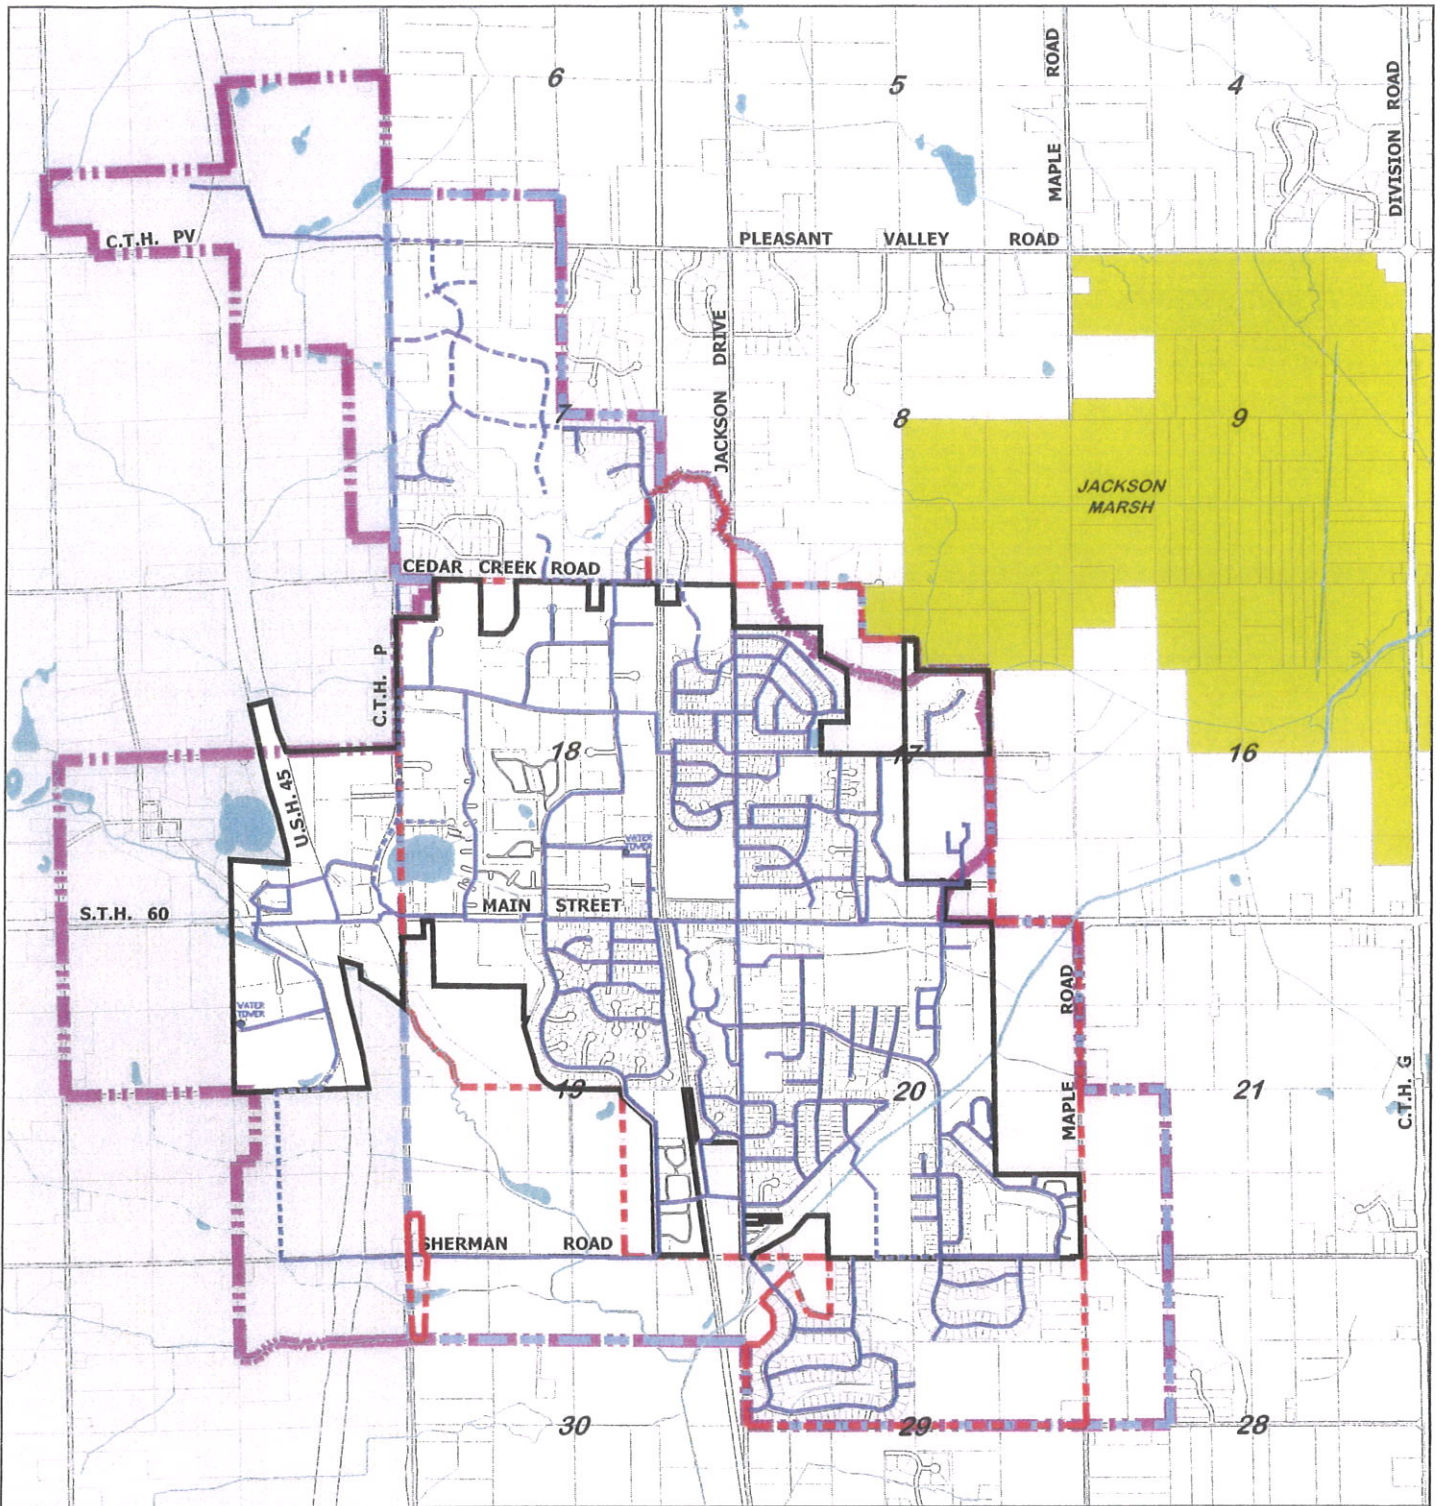 6
5
MAPLE ROAD
4
DIVISION ROAD
C.T.H. PV
PLEASANT VALLEY ROAD
JACKSON DRIVE
7
8
9
JACKSON
MARSH
CEDAR CREEK ROAD
C.T.H. P
18
17
16
U.S.H. 45
WATER
TOWER
S.T.H. 60
MAIN STREET
WATER
TOWER
MAPLE ROAD
19
20
21
C.T.H. G
SHERMAN ROAD
30
29
28